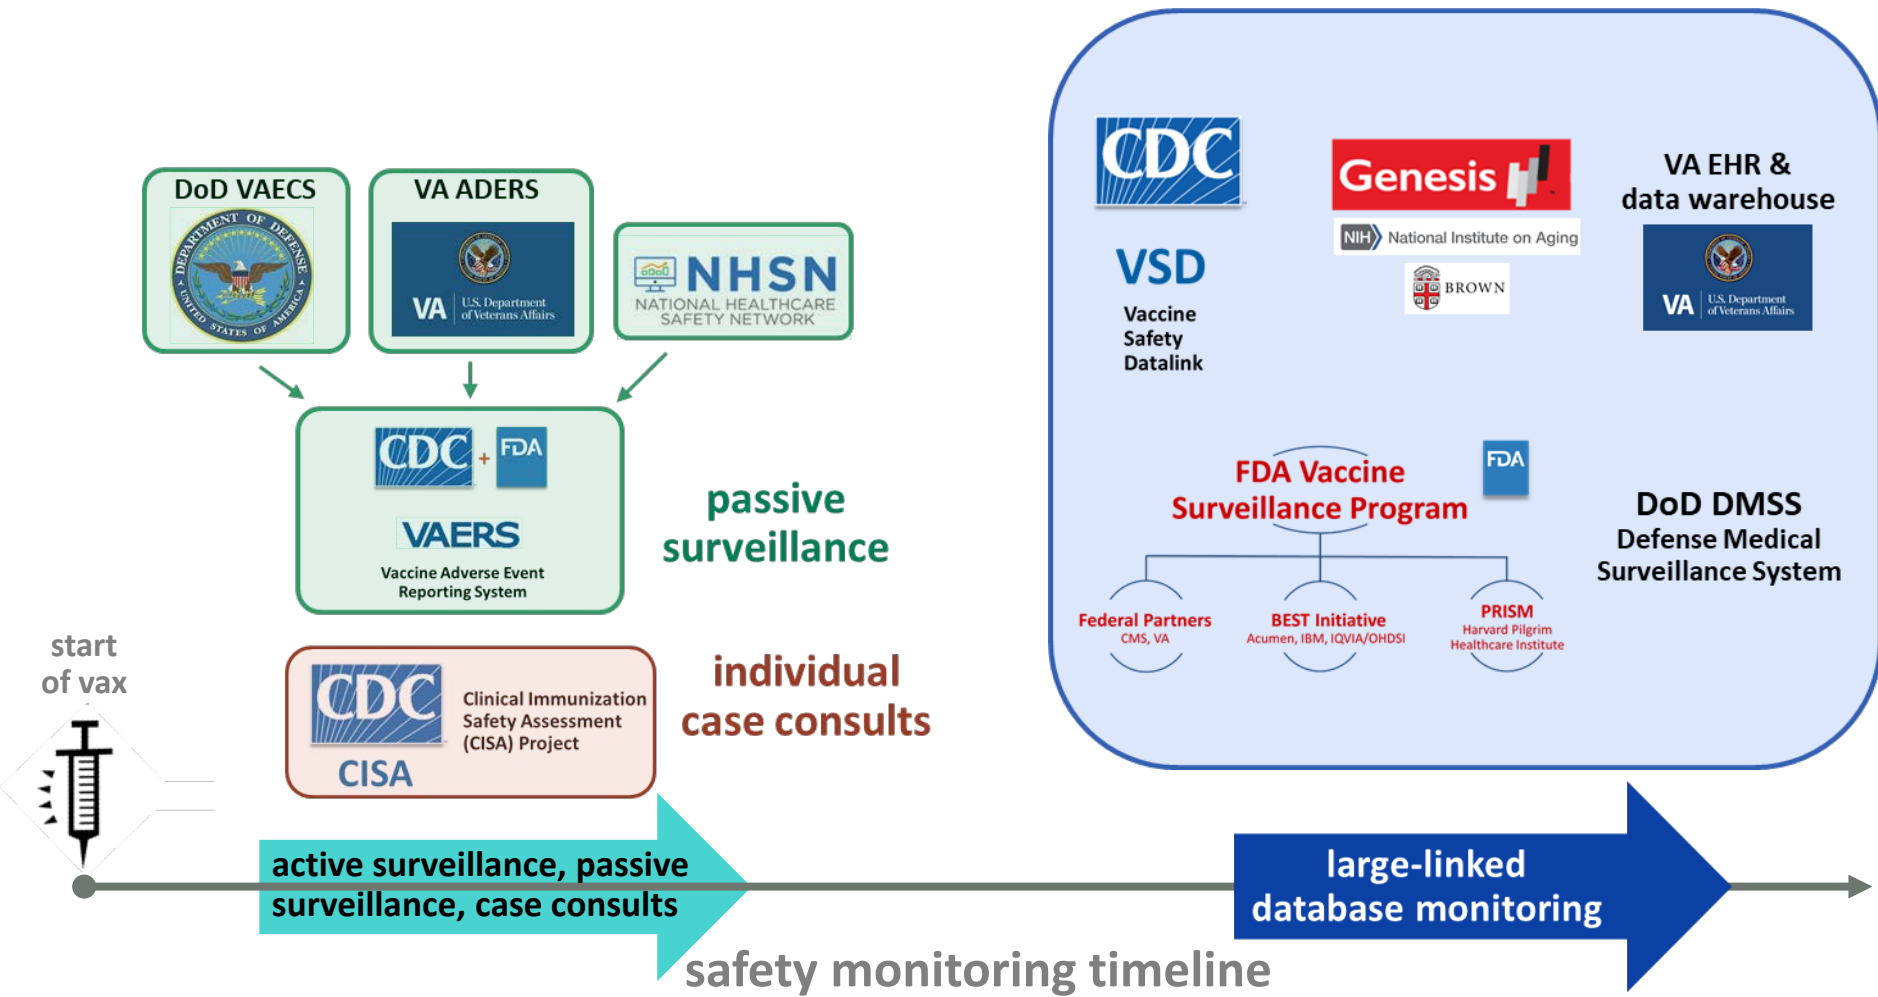 DoD VAECS
DEPARTMENT OF DEFENSE
UNITED STATES OF AMERICA
VA ADERS
VA
U.S. Department
of Veterans Affairs
NHSN
NATIONAL HEALTHCARE
SAFETY NETWORK
CDC + FDA
VAERS
Vaccine Adverse Event
Reporting System
passive
surveillance
CDC
CISA
Clinical Immunization
Safety Assessment
(CISA) Project
individual
case consults
start
of vax
CDC
VSD
Vaccine
Safety
Datalink
Genesis
NIH National Institute on Aging
BROWN
VA EHR &
data warehouse
VA
U.S. Department
of Veterans Affairs
FDA Vaccine
Surveillance Program
FDA
Federal Partners
CMS, VA
BEST Initiative
Acumen, IBM, IQVIA/OHDSI
PRISM
Harvard Pilgrim
Healthcare Institute
DoD DMSS
Defense Medical
Surveillance System
active surveillance, passive
surveillance, case consults
large-linked
database monitoring
safety monitoring timeline